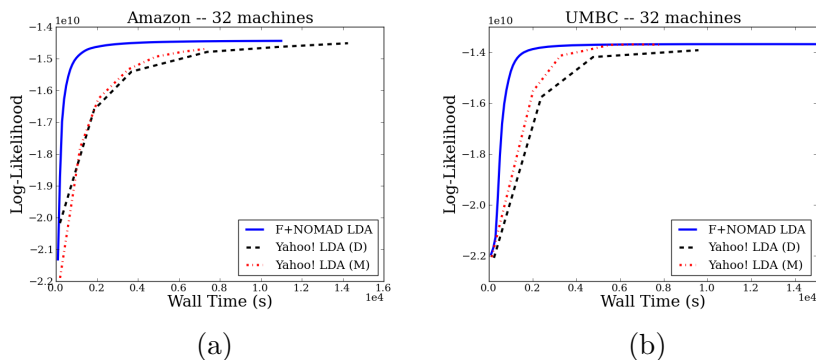 Amazon -- 32 machines
1e10
−1.4
−1.5
−1.6
−1.7
−1.8
−1.9
−2.0
−2.1
−2.2
Log-Likelihood
F+NOMAD LDA
Yahoo! LDA (D)
Yahoo! LDA (M)
0.0 0.2 0.4 0.6 0.8 1.0 1.2 1.4 1.6
1e4
Wall Time (s)
(a)
UMBC -- 32 machines
1e10
−1.4
−1.6
−1.8
−2.0
−2.2
Log-Likelihood
F+NOMAD LDA
Yahoo! LDA (D)
Yahoo! LDA (M)
0.0 0.2 0.4 0.6 0.8 1.0 1.2 1.4
1e4
Wall Time (s)
(b)